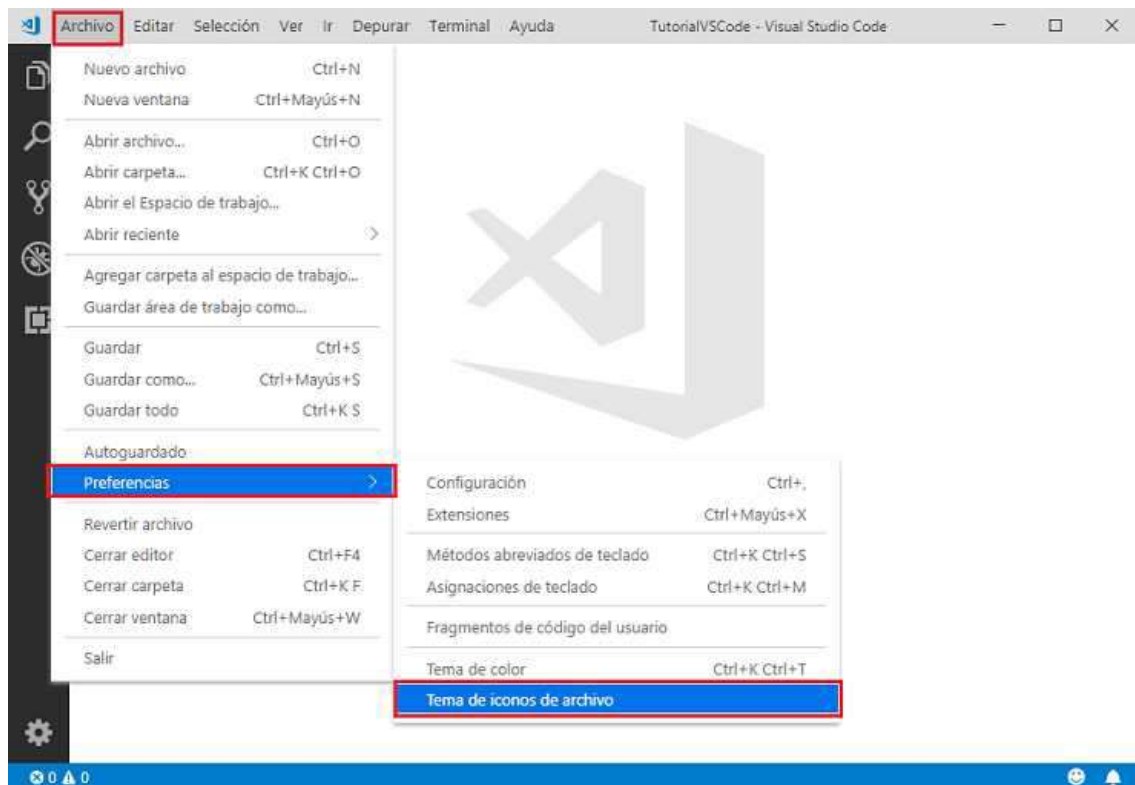 Archivo Editar Selección Ver Ir Depurar Terminal Ayuda TutorialVSCode - Visual Studio Code
Nuevo archivo Ctrl+N
Nueva ventana Ctrl+Mayús+N
Abrir archivo... Ctrl+O
Abrir carpeta... Ctrl+K Ctrl+O
Abrir el Espacio de trabajo...
Abrir reciente
Agregar carpeta al espacio de trabajo...
Guardar área de trabajo como...
Guardar Ctrl+S
Guardar como... Ctrl+Mayús+S
Guardar todo Ctrl+K S
Autoguardado
Preferencias
Revertir archivo
Cerrar editor Ctrl+F4
Cerrar carpeta Ctrl+K F
Cerrar ventana Ctrl+Mayús+W
Salir
Configuración Ctrl+,
Extensiones Ctrl+Mayús+X
Métodos abreviados de teclado Ctrl+K Ctrl+S
Asignaciones de teclado Ctrl+K Ctrl+M
Fragmentos de código del usuario
Tema de color Ctrl+K Ctrl+T
Tema de iconos de archivo
0 0